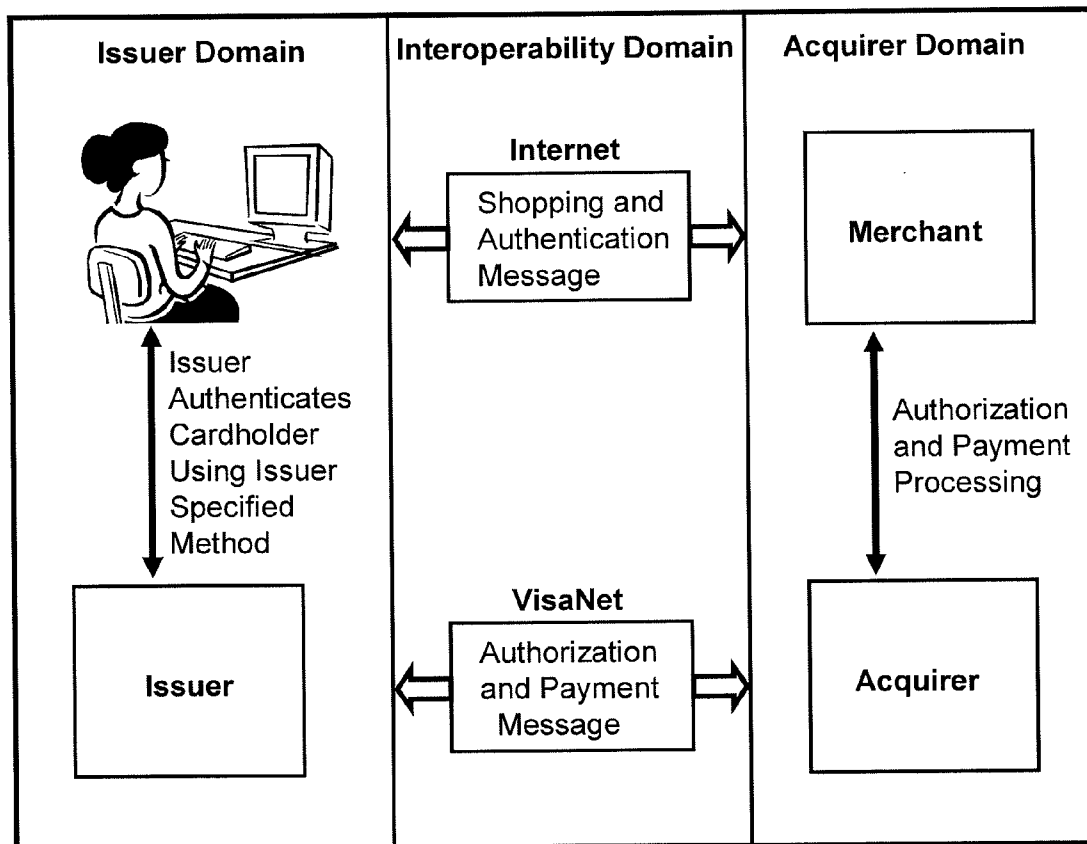 Issuer Domain
Interoperability Domain
Acquirer Domain
Internet
Shopping and
Authentication
Message
Merchant
Issuer
Authenticates
Cardholder
Using Issuer
Specified
Method
Authorization
and Payment
Processing
VisaNet
Authorization
and Payment
Message
Issuer
Acquirer